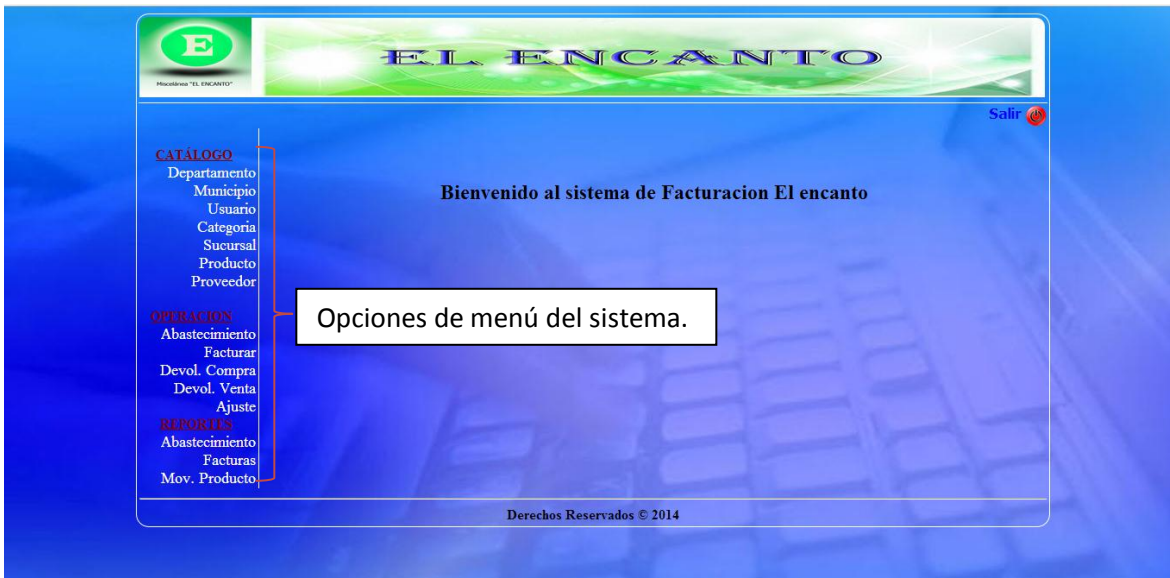 E
Miscelánea "EL ENCANTO"
EL ENCANTO
Salir
CATÁLOGO
Departamento
Municipio
Usuario
Categoria
Sucursal
Producto
Proveedor
Bienvenido al sistema de Facturacion El encanto
Opciones de menú del sistema.
OPERACION
Abastecimiento
Facturar
Devol. Compra
Devol. Venta
Ajuste
REPORTES
Abastecimiento
Facturas
Mov. Producto
Derechos Reservados © 2014